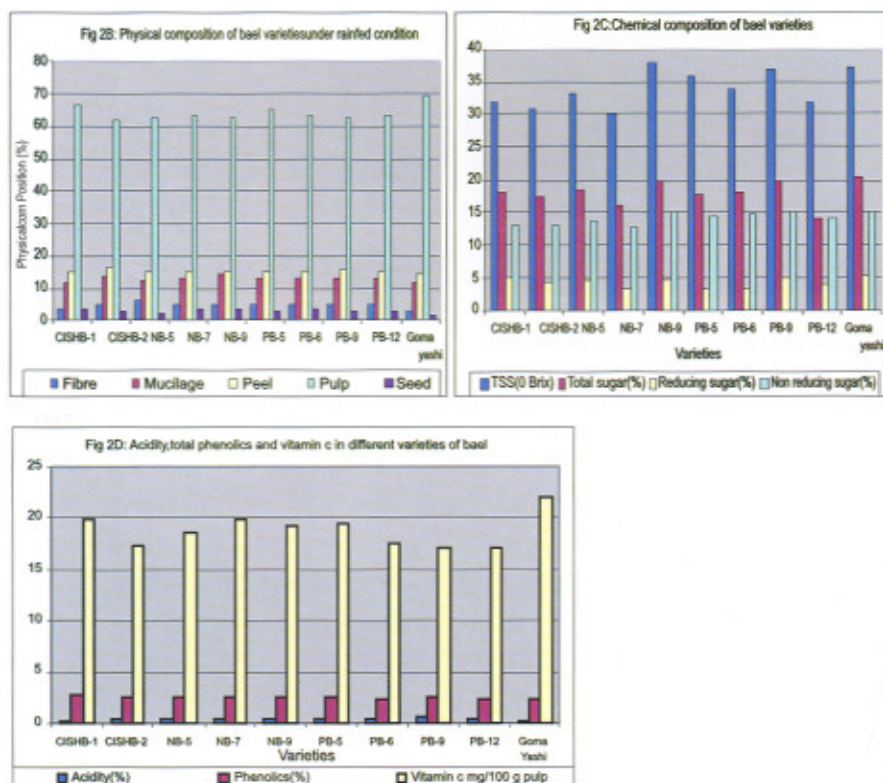 Fig 2B: Physical composition of bael varietiesunder rainfed condition
80
70
60
50
40
30
20
10
0
Physicalcom Position (%)
CISHB-1 CISHB-2 NB-5 NB-7 NB-9 PB-5 PB-6 PB-9 PB-12 Goma yashi
Fibre Mucilage Peel Pulp Seed
Fig 2C:Chemical composition of bael varieties
40
35
30
25
20
15
10
5
0
CISHB-1 CISHB-2 NB-5 NB-7 NB-9 PB-5 PB-6 PB-9 PB-12 Goma yashi
Varieties
TSS(0 Brix) Total sugar(%) Reducing sugar(%) Non reducing sugar(%)
Fig 2D: Acidity,total phenolics and vitamin c in different varieties of bael
25
20
15
10
5
0
CISHB-1 CISHB-2 NB-5 NB-7 NB-9 PB-5 PB-6 PB-9 PB-12 Goma Yashi
Varieties
Acidity(%) Phenolics(%) Vitamin c mg/100 g pulp